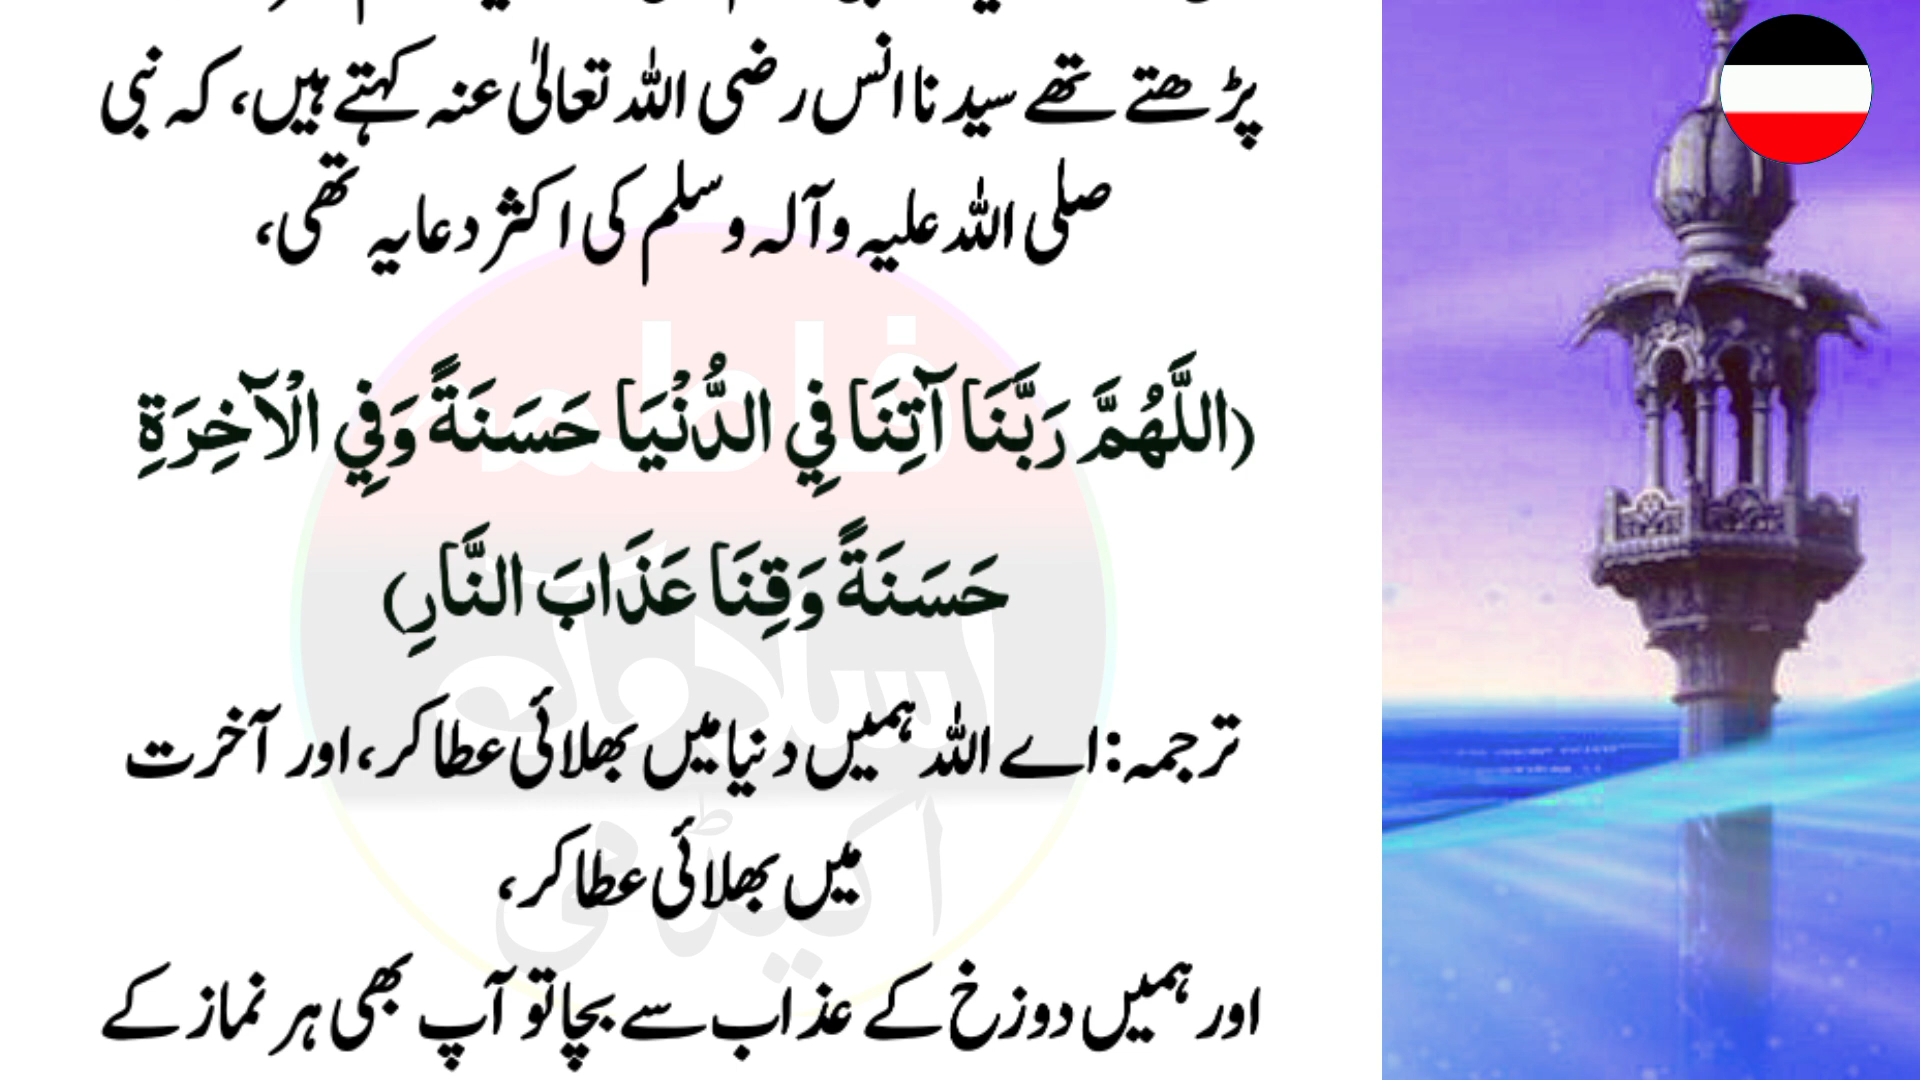 پڑھتے تھے سیدنا انس رضی اللہ تعالیٰ عنہ کہتے ہیں، کہ نبی
صلی اللہ علیہ وآلہ وسلم کی اکثر دعا یہ تھی،
(اللَّهُمَّ رَبَّنَا آتِنَا فِي الدُّنْيَا حَسَنَةً وَفِي الْآخِرَةِ
حَسَنَةً وَقِنَا عَذَابَ النَّارِ)
ترجمہ: اے اللہ ہمیں دنیا میں بھلائی عطا کر، اور آخرت
میں بھلائی عطا کر،
اور ہمیں دوزخ کے عذاب سے بچا تو آپ بھی ہر نماز کے
فاطمہ
اسلامک
اکیڈمی